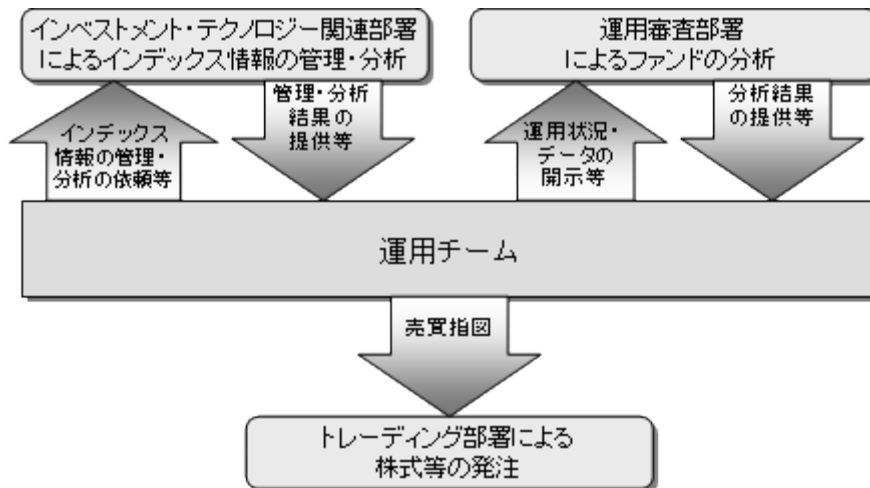 インベストメント・テクノロジー関連部署
によるインデックス情報の管理・分析
運用審査部署
によるファンドの分析
インデックス
情報の管理・
分析の依頼等
管理・分析
結果の
提供等
運用状況・
データの
開示等
分析結果
の提供等
運用チーム
売買指図
トレーディング部署による
株式等の発注